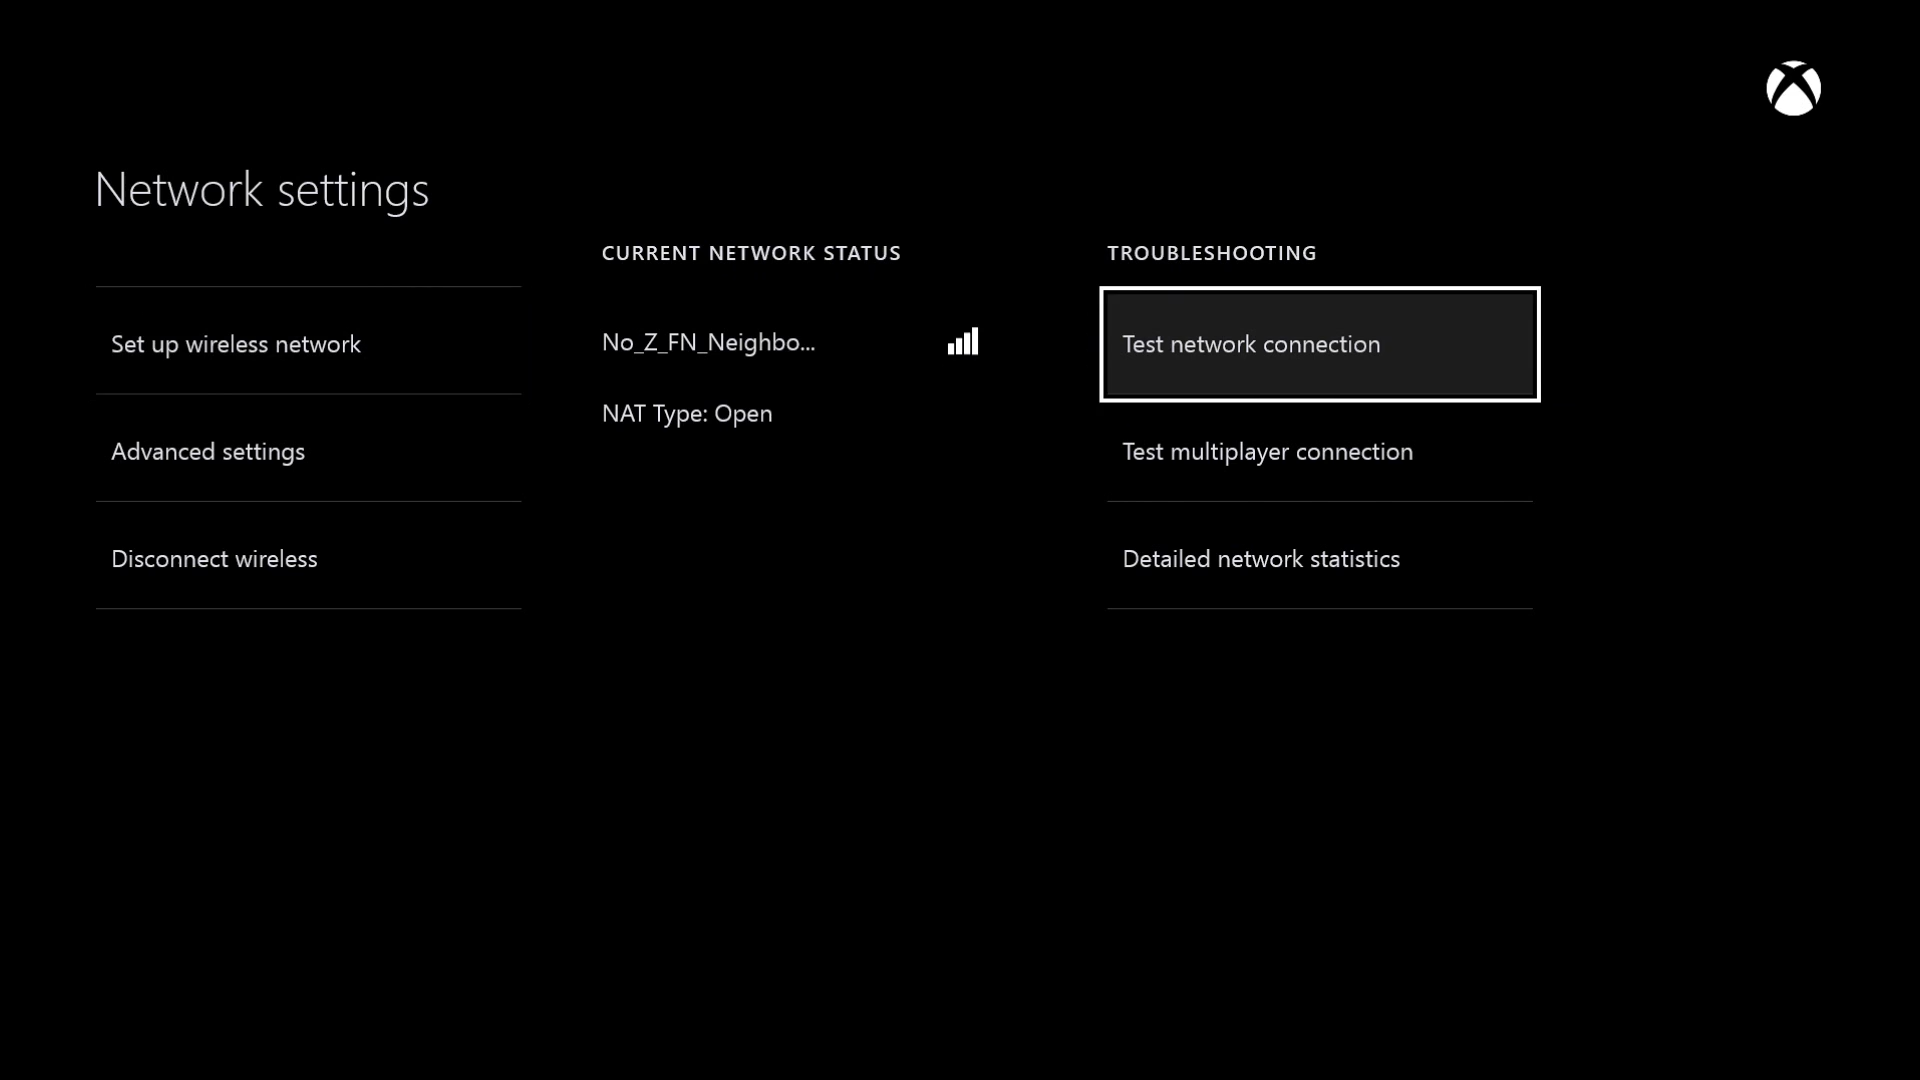 Network settings
Set up wireless network
Advanced settings
Disconnect wireless
CURRENT NETWORK STATUS
No_Z_FN_Neighbo...
NAT Type: Open
TROUBLESHOOTING
Test network connection
Test multiplayer connection
Detailed network statistics